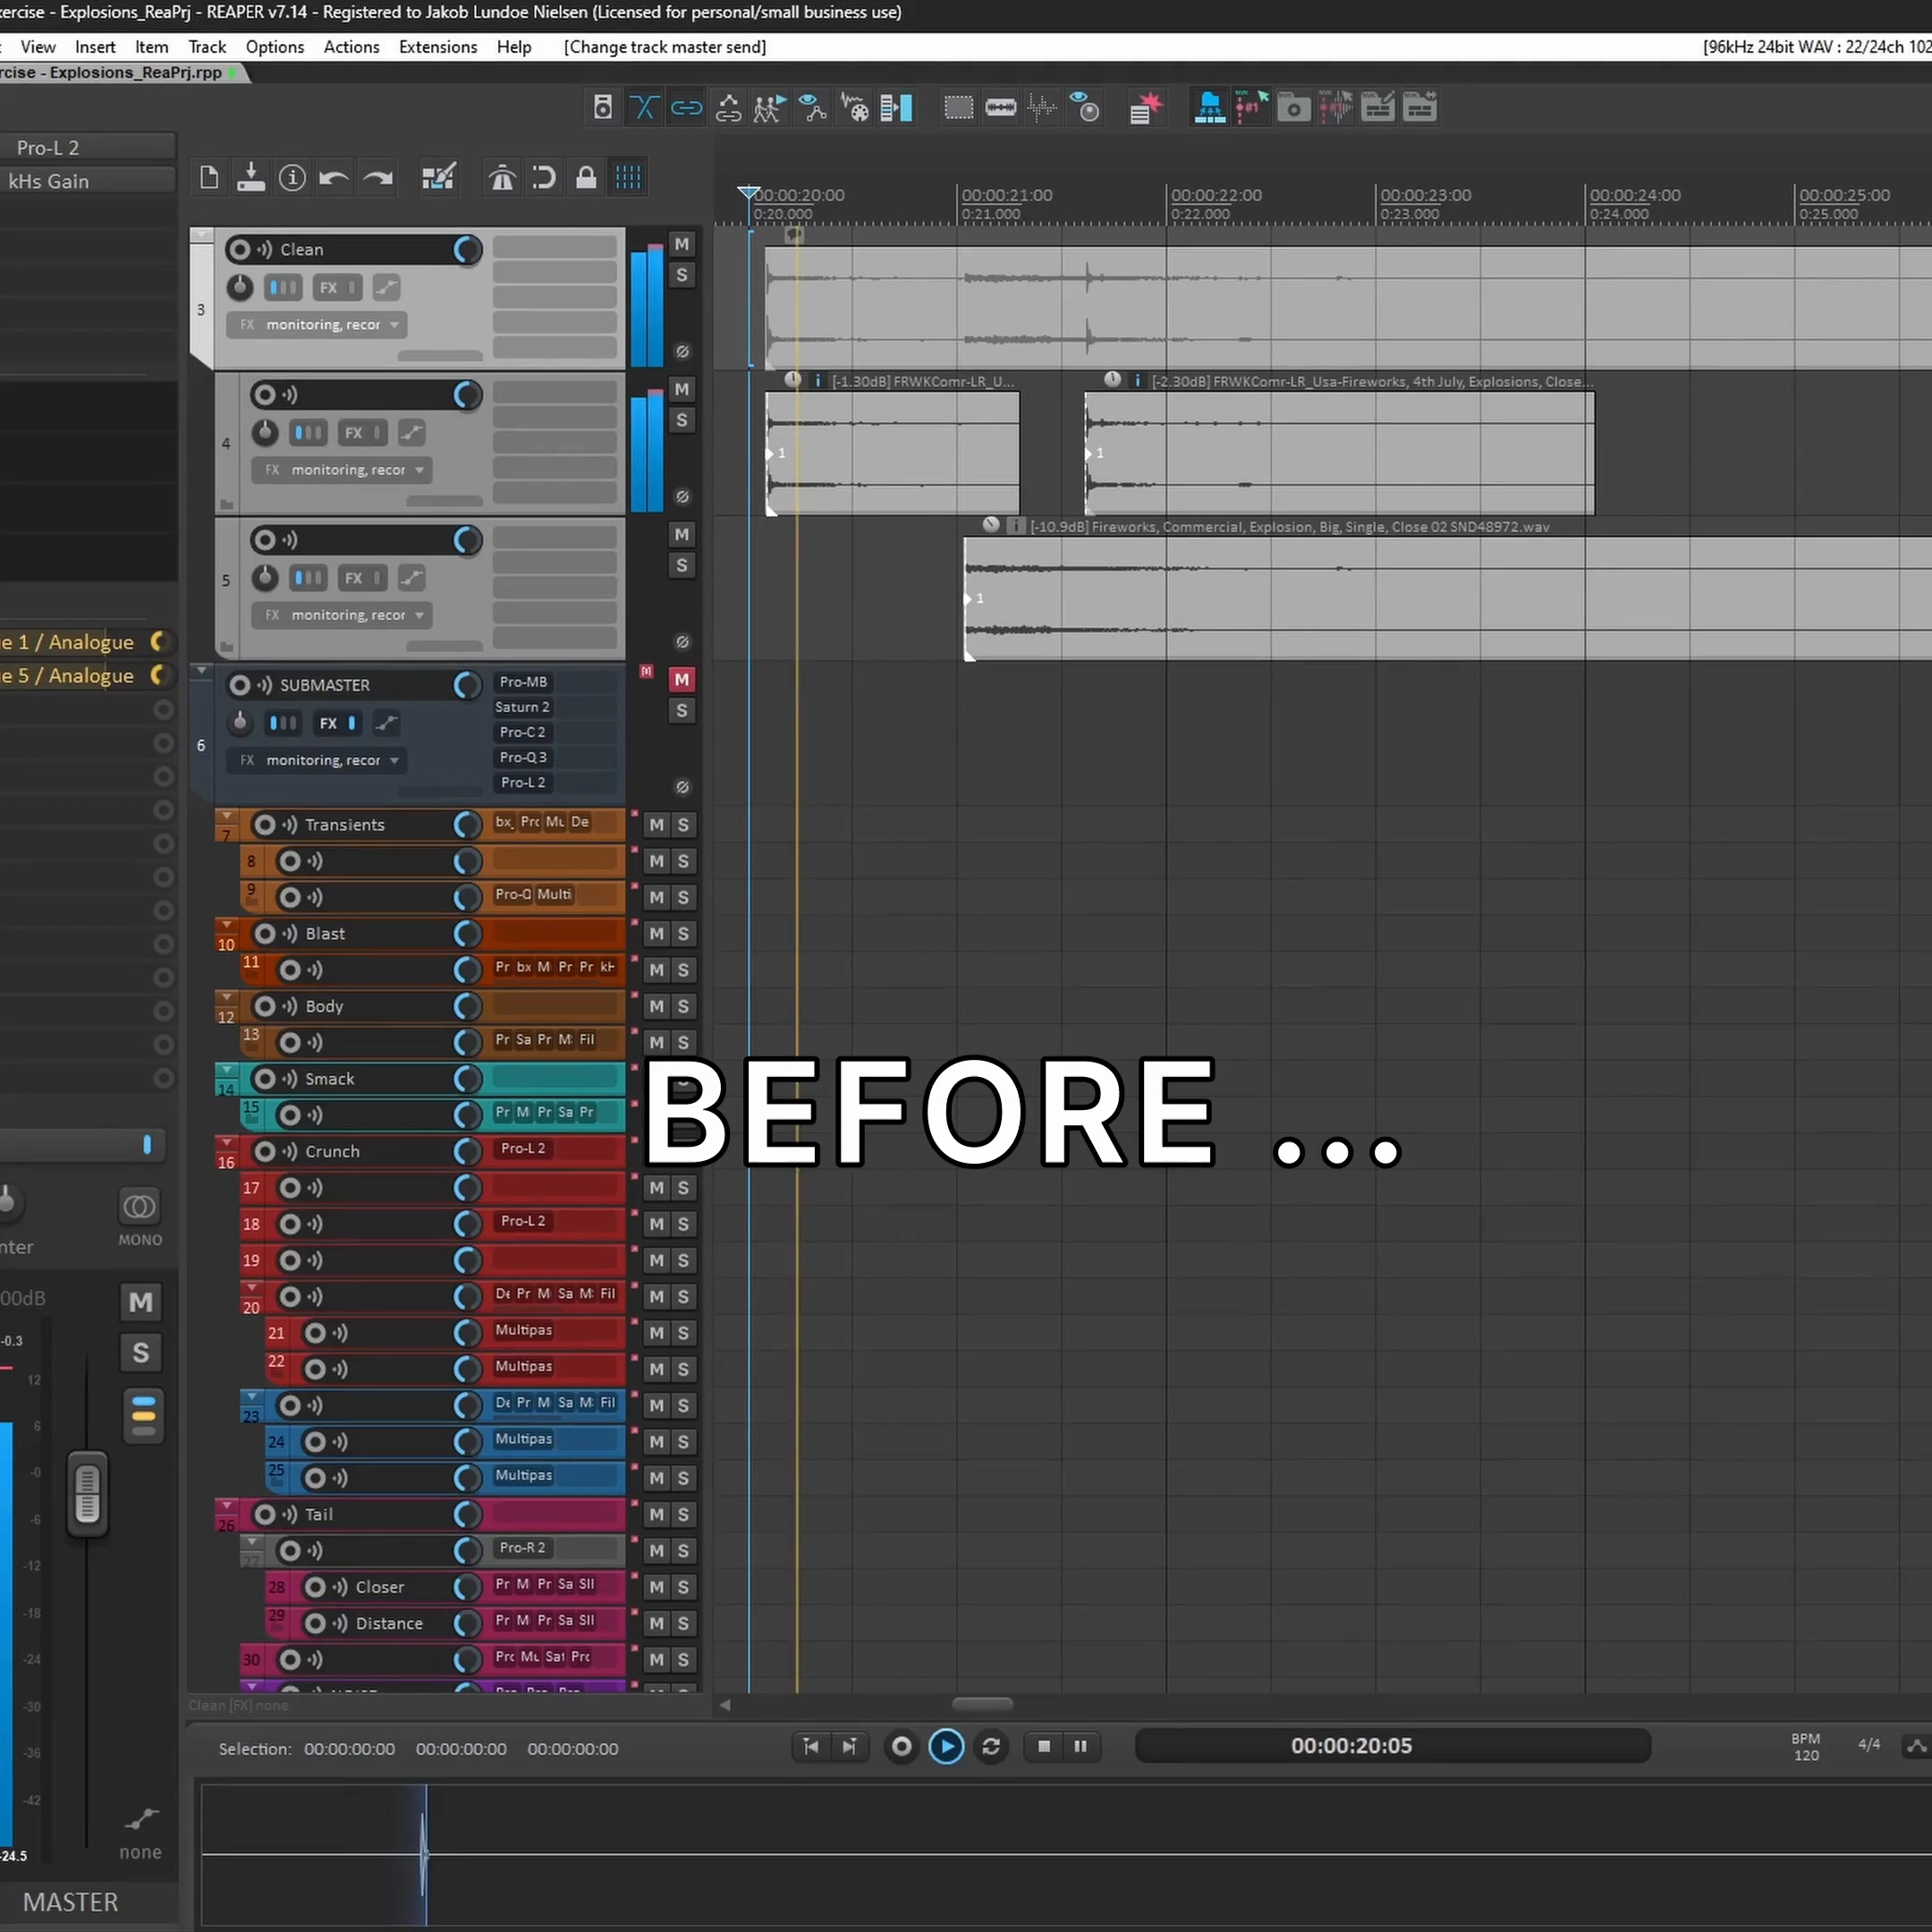 ercise - Explosions_ReaPrj - REAPER v7.14 - Registered to Jakob Lundoe Nielsen (Licensed for personal/small business use)
View Insert Item Track Options Actions Extensions Help [Change track master send] [96kHz 24bit WAV : 22/24ch 102
rcise - Explosions_ReaPrj.rpp
Pro-L 2
kHs Gain
00:00:20:00 00:00:21:00 00:00:22:00 00:00:23:00 00:00:24:00 00:00:25:00
0:20.000 0:21.000 0:22.000 0:23.000 0:24.000 0:25.000
3 Clean M
S
FX
FX monitoring, recor
[-1.30dB] FRWKComr-LR_U... [-2.30dB] FRWKComr-LR_Usa-Fireworks, 4th July, Explosions, Close...
4 M
S
FX
FX monitoring, recor
1 1
[-10.9dB] Fireworks, Commercial, Explosion, Big, Single, Close 02 SND48972.wav
5 M
S
FX
FX monitoring, recor
1
e 1 / Analogue
e 5 / Analogue
6 SUBMASTER Pro-MB M M
Saturn 2 S
FX Pro-C 2
Pro-Q 3
FX monitoring, recor Pro-L 2
7 Transients bx_ Prc Mu De M S
8 M S
9 Pro-Q Multi M S
10 Blast M S
11 Pr bx M Pr Pr kH M S
12 Body M S
13 Pr Sa Pr M: Fil M S
14 Smack
15 Pr M Pr Sa Pr
BEFORE ...
16 Crunch Pro-L 2
17 M S
18 Pro-L 2 M S
19 M S
20 De Pr M Sa M: Fil M S
21 Multipas M S
22 Multipas M S
23 De Pr M Sa M: Fil M S
24 Multipas M S
25 Multipas M S
26 Tail M S
27 Pro-R 2 M S
28 Closer Pr M Pr Sa Sll M S
29 Distance Pr M Pr Sa Sll M S
30 Prc Mu Sat Prc M S
MONO
nter
00dB M
-0.3 S
12
6
-0
-6
-12
-18
-24
-30
-36
-42
-24.5
none
MASTER
Clean [FX] none
Selection: 00:00:00:00 00:00:00:00 00:00:00:00 00:00:20:05 BPM 120 4/4